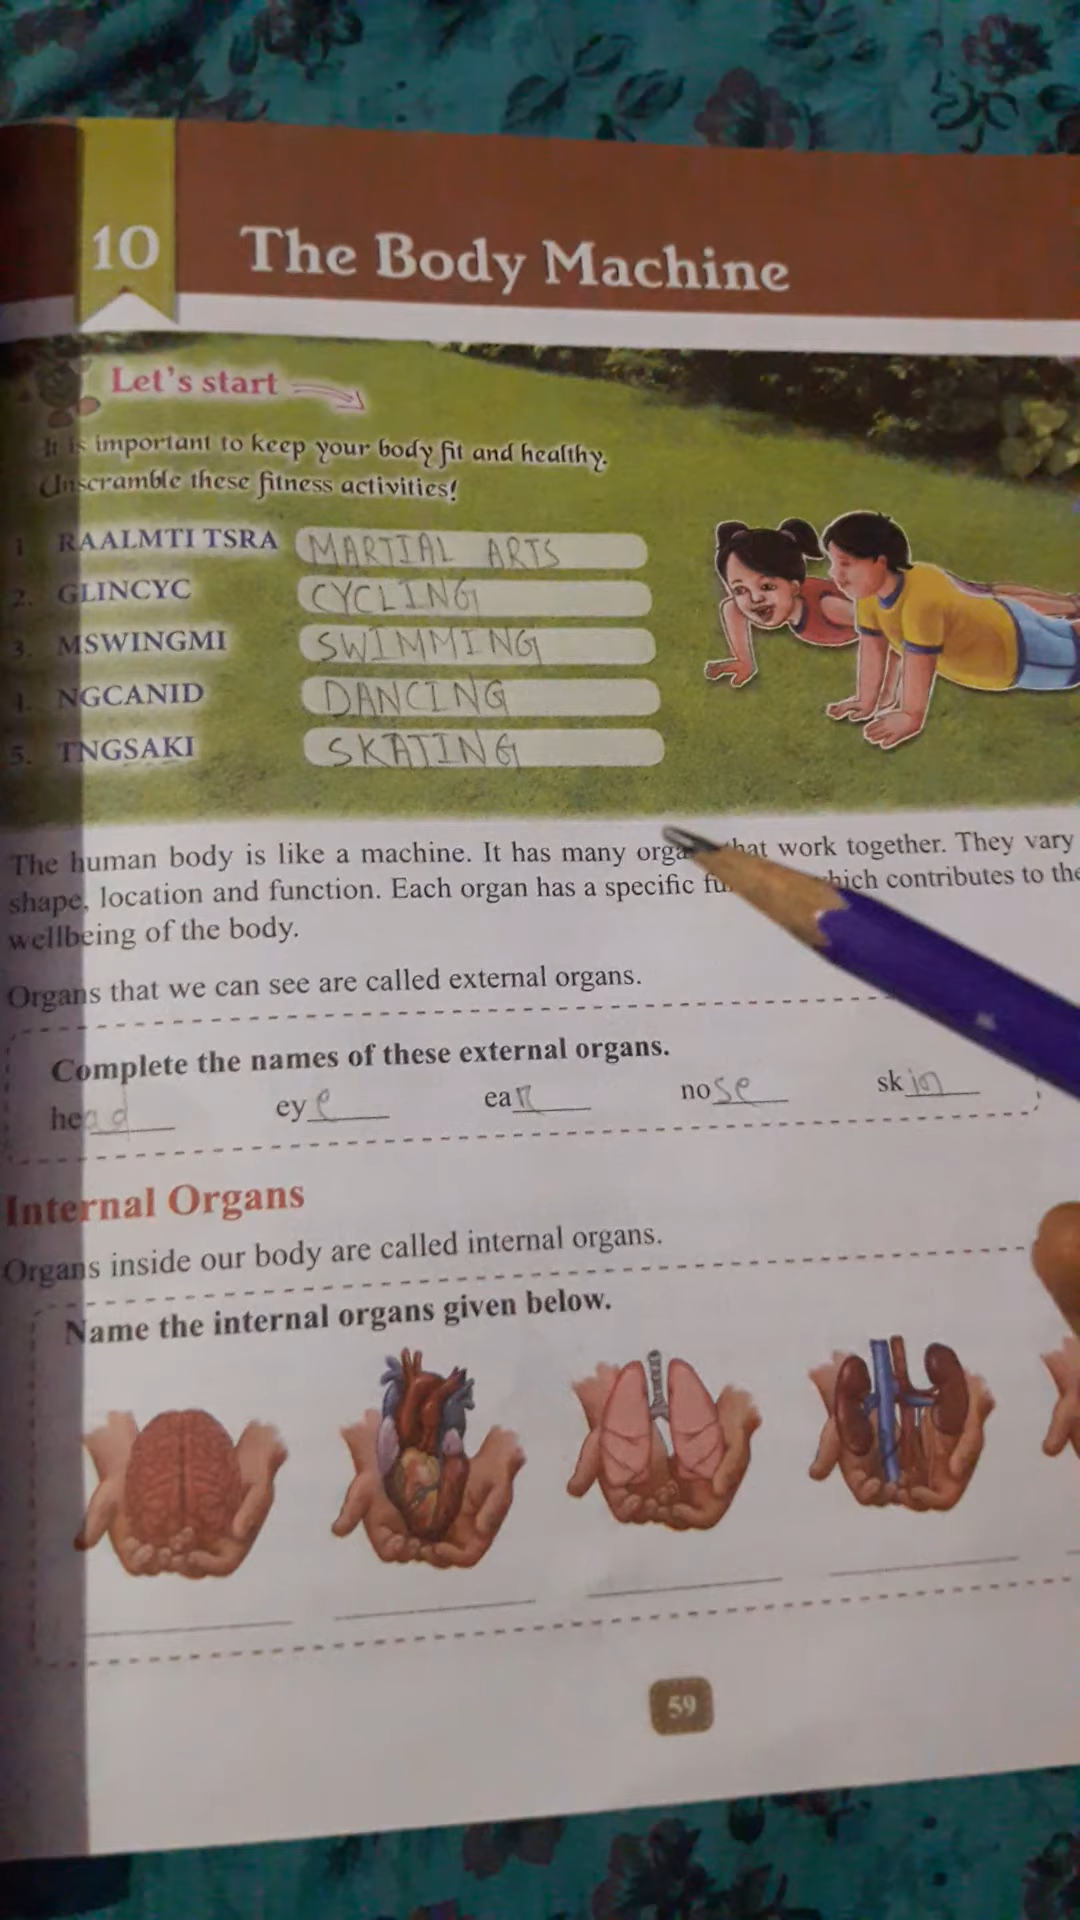 10
The Body Machine
Let's start
It is important to keep your body fit and healthy.
Unscramble these fitness activities!
1 RAALMTI TSRA MARTIAL ARTS
2. GLINCYC CYCLING
3. MSWINGMI SWIMMING
4. NGCANID DANCING
5. TNGSAKI SKATING
The human body is like a machine. It has many that work together. They vary
shape, location and function. Each organ has a specific which contributes to the
wellbeing of the body.
Organs that we can see are called external organs.
Complete the names of these external organs.
head eye ear nose skin
Internal Organs
Organs inside our body are called internal organs.
Name the internal organs given below.
59